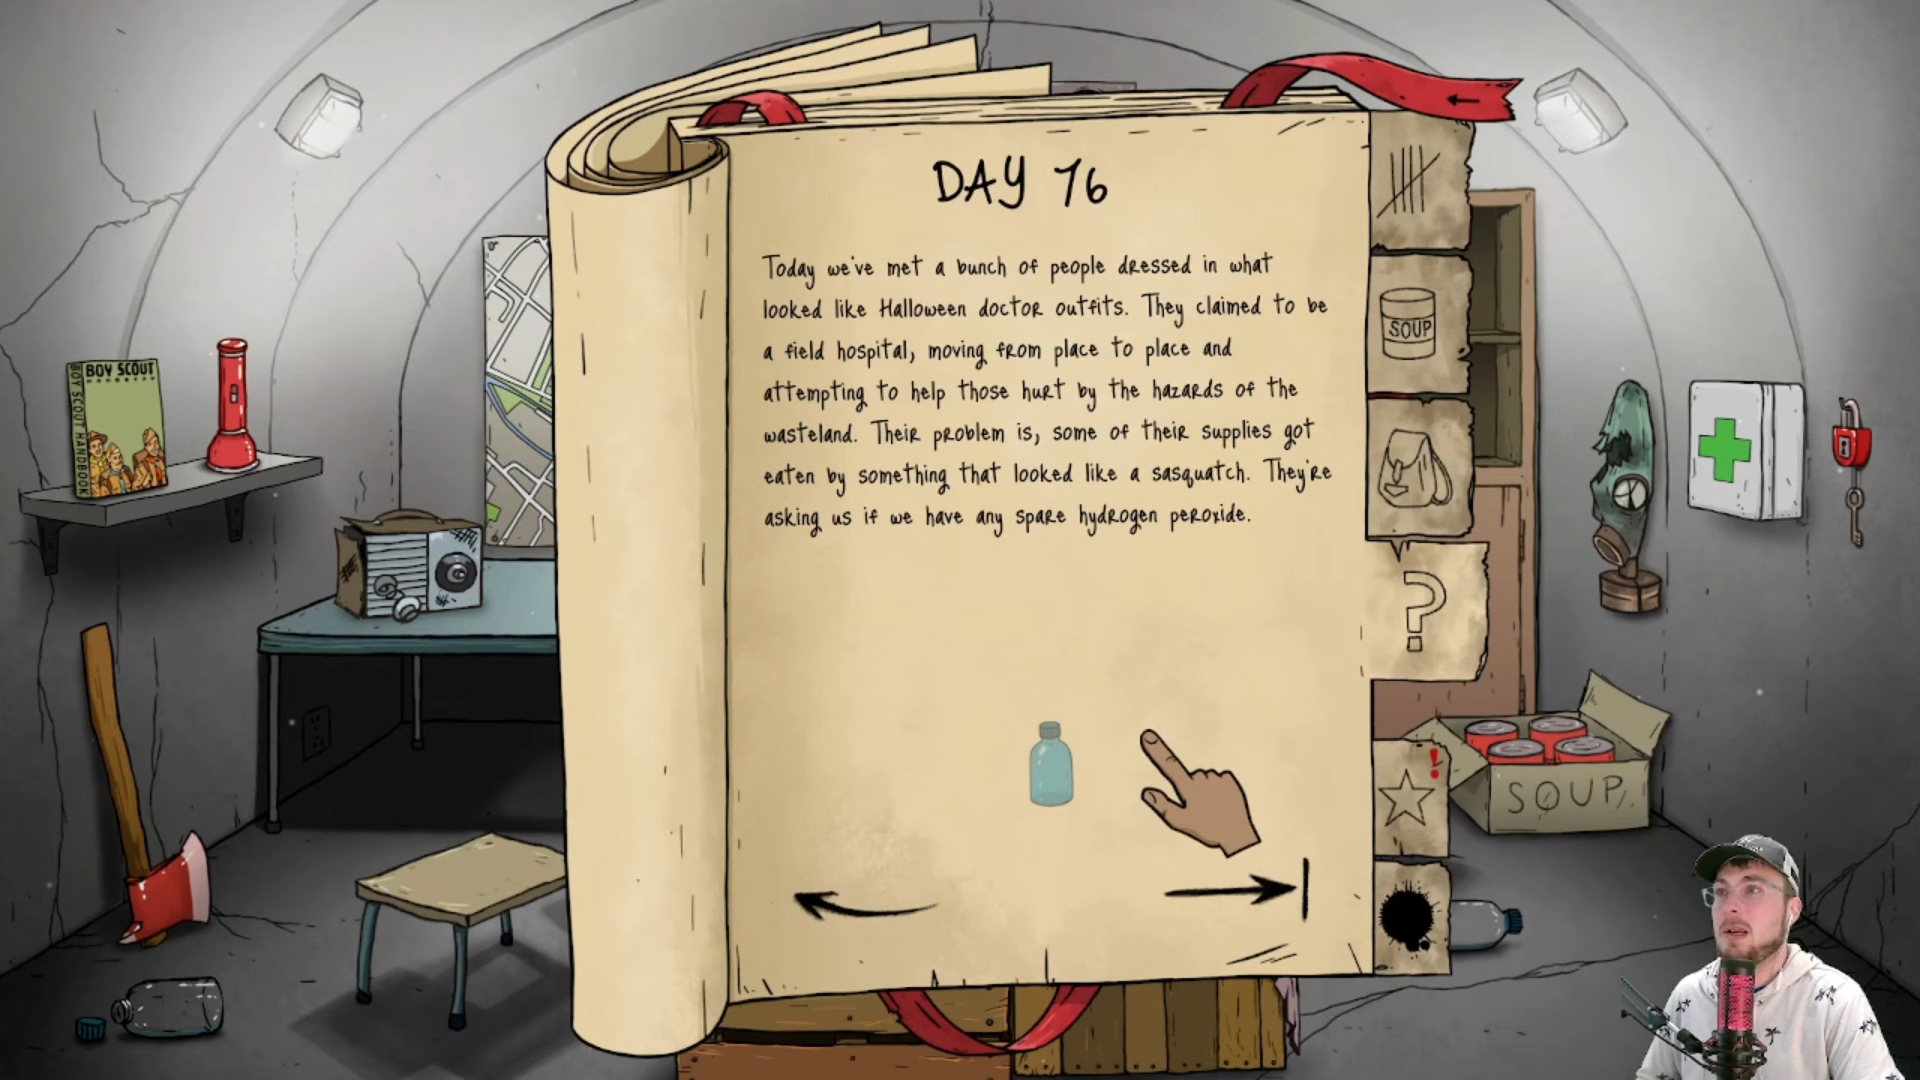 DAY 76
Today we've met a bunch of people dressed in what
looked like Halloween doctor outfits. They claimed to be
a field hospital, moving from place to place and
attempting to help those hurt by the hazards of the
wasteland. Their problem is, some of their supplies got
eaten by something that looked like a sasquatch. They're
asking us if we have any spare hydrogen peroxide.
BOY SCOUT
BOY SCOUT HANDBOOK
SOUP
SOUP